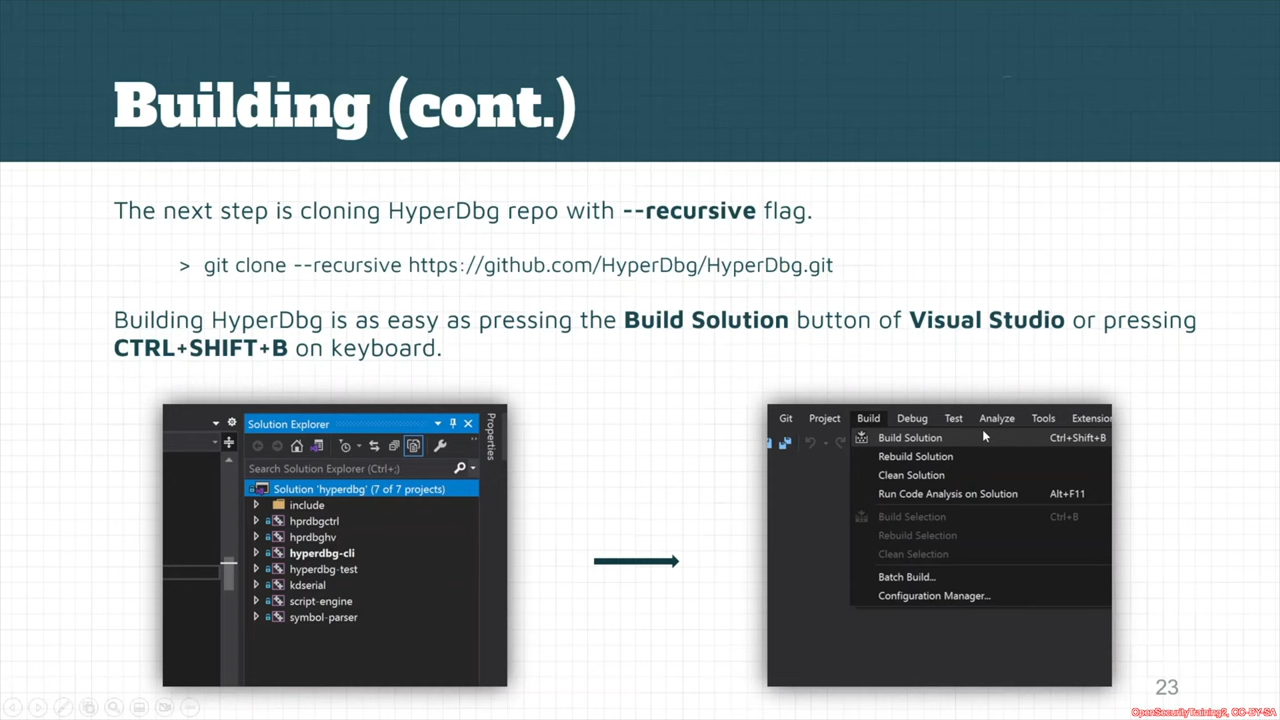 Building (cont.)
The next step is cloning HyperDbg repo with --recursive flag.
> git clone --recursive https://github.com/HyperDbg/HyperDbg.git
Building HyperDbg is as easy as pressing the Build Solution button of Visual Studio or pressing
CTRL+SHIFT+B on keyboard.
Solution Explorer
Properties
Search Solution Explorer (Ctrl+;)
Solution 'hyperdbg' (7 of 7 projects)
include
hprdbgctrl
hprdbghv
hyperdbg-cli
hyperdbg-test
kdserial
script-engine
symbol-parser
Git Project Build Debug Test Analyze Tools Extension
Build Solution Ctrl+Shift+B
Rebuild Solution
Clean Solution
Run Code Analysis on Solution Alt+F11
Build Selection Ctrl+B
Rebuild Selection
Clean Selection
Batch Build...
Configuration Manager...
23
OpenSecurityTraining2, CC-BY-SA